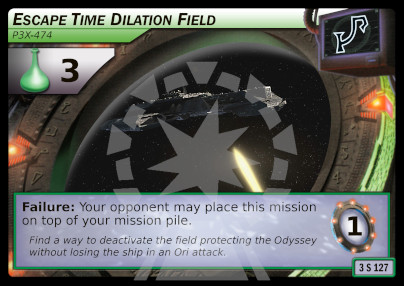 ESCAPE TIME DILATION FIELD
P3X-474
3
Failure: Your opponent may place this mission
on top of your mission pile.
1
Find a way to deactivate the field protecting the Odyssey
without losing the ship in an Ori attack.
3 S 127